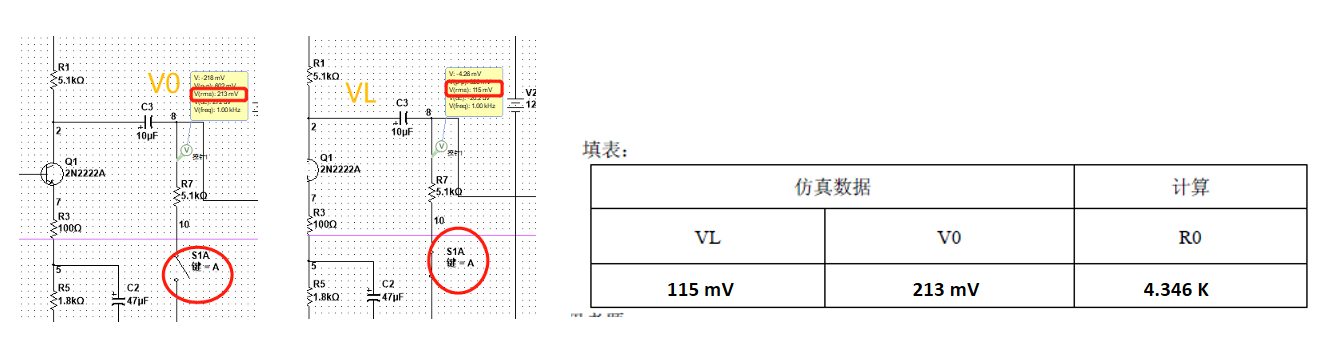 R1
5.1kΩ
V0
V: -218 mV
V(rms): 213 mV
V(freq): 1.00 kHz
C3
10μF
8
2
Q1
2N2222A
R7
5.1kΩ
7
R3
100Ω
10
S1A
键 = A
5
R5
1.8kΩ
C2
47μF
R1
5.1kΩ
VL
V: -4.26 mV
V(rms): 115 mV
V(freq): 1.00 kHz
V2
12
C3
10μF
8
2
Q1
2N2222A
R7
5.1kΩ
7
R3
100Ω
10
S1A
键 = A
5
R5
1.8kΩ
C2
47μF
填表：
仿真数据 计算
VL V0 R0
115 mV 213 mV 4.346 K